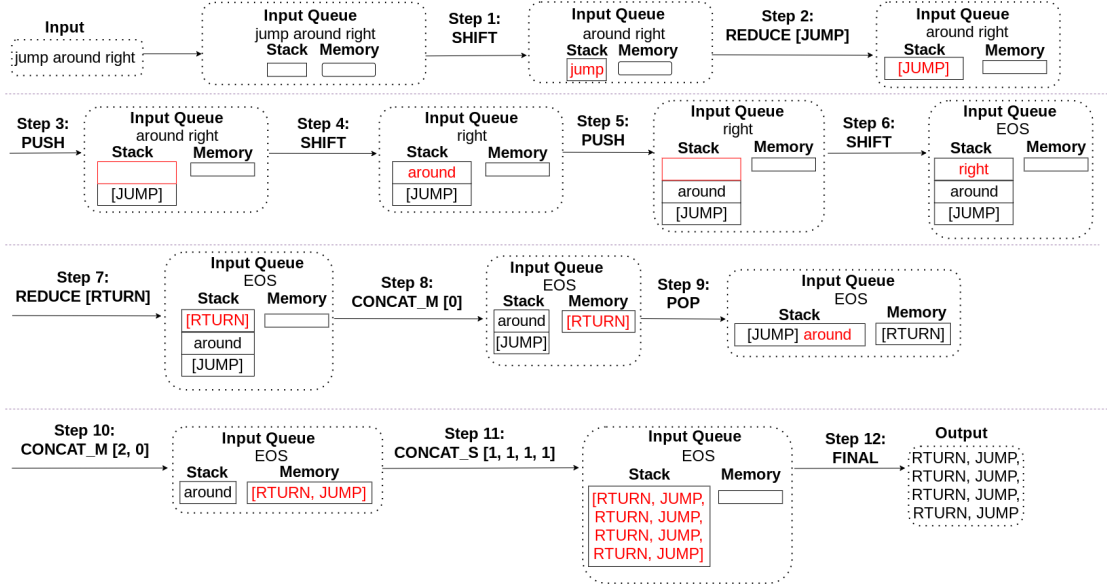 Input
jump around right
Input Queue
jump around right
Stack Memory
Step 1:
SHIFT
Input Queue
around right
Stack Memory
jump
Step 2:
REDUCE [JUMP]
Input Queue
around right
Stack Memory
[JUMP]
Step 3:
PUSH
Input Queue
around right
Stack Memory
[JUMP]
Step 4:
SHIFT
Input Queue
right
Stack Memory
around
[JUMP]
Step 5:
PUSH
Input Queue
right
Stack Memory
around
[JUMP]
Step 6:
SHIFT
Input Queue
EOS
Stack Memory
right
around
[JUMP]
Step 7:
REDUCE [RTURN]
Input Queue
EOS
Stack Memory
[RTURN]
around
[JUMP]
Step 8:
CONCAT_M [0]
Input Queue
EOS
Stack Memory
around [RTURN]
[JUMP]
Step 9:
POP
Input Queue
EOS
Stack Memory
[JUMP] around [RTURN]
Step 10:
CONCAT_M [2, 0]
Input Queue
EOS
Stack Memory
around [RTURN, JUMP]
Step 11:
CONCAT_S [1, 1, 1, 1]
Input Queue
EOS
Stack Memory
[RTURN, JUMP,
RTURN, JUMP,
RTURN, JUMP,
RTURN, JUMP]
Step 12:
FINAL
Output
RTURN, JUMP,
RTURN, JUMP,
RTURN, JUMP,
RTURN, JUMP